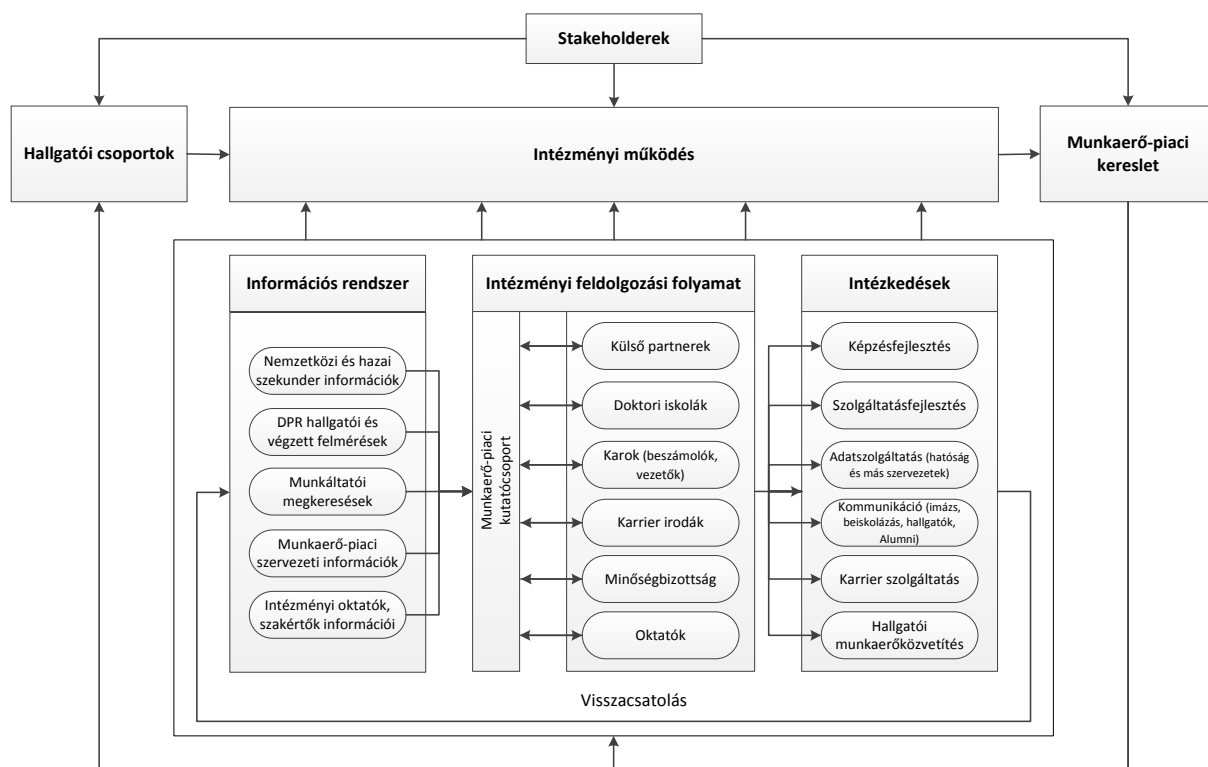 Stakeholderek
Hallgatói csoportok
Intézményi működés
Munkaerő-piaci
kereslet
Információs rendszer
Nemzetközi és hazai
szekunder információk
DPR hallgatói és
végzett felmérések
Munkáltatói
megkeresések
Munkaerő-piaci
szervezeti információk
Intézményi oktatók,
szakértők információi
Intézményi feldolgozási folyamat
Munkaerő-piaci
kutatócsoport
Külső partnerek
Doktori iskolák
Karok (beszámolók,
vezetők)
Karrier irodák
Minőségbizottság
Oktatók
Intézkedések
Képzésfejlesztés
Szolgáltatásfejlesztés
Adatszolgáltatás (hatóság
és más szervezetek)
Kommunikáció (imázs,
beiskolázás, hallgatók,
Alumni)
Karrier szolgáltatás
Hallgatói
munkaerőközvetítés
Visszacsatolás